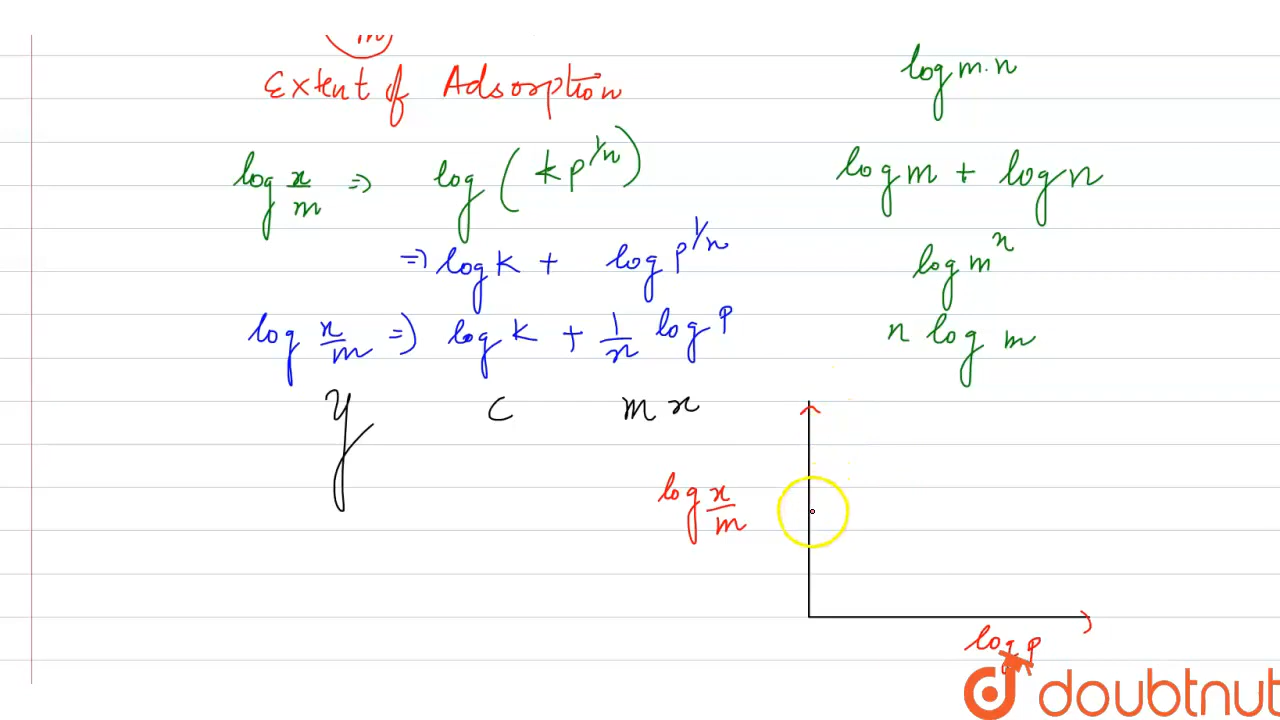 m
Extent of Adsorption
log x/m ⇒ log (kp^1/n)
⇒ log k + log p^1/n
log x/m ⇒ log k + 1/n log P
y c m x
log m.n
log m + log n
log m^n
n log m
log x/m
log p
doubtnut